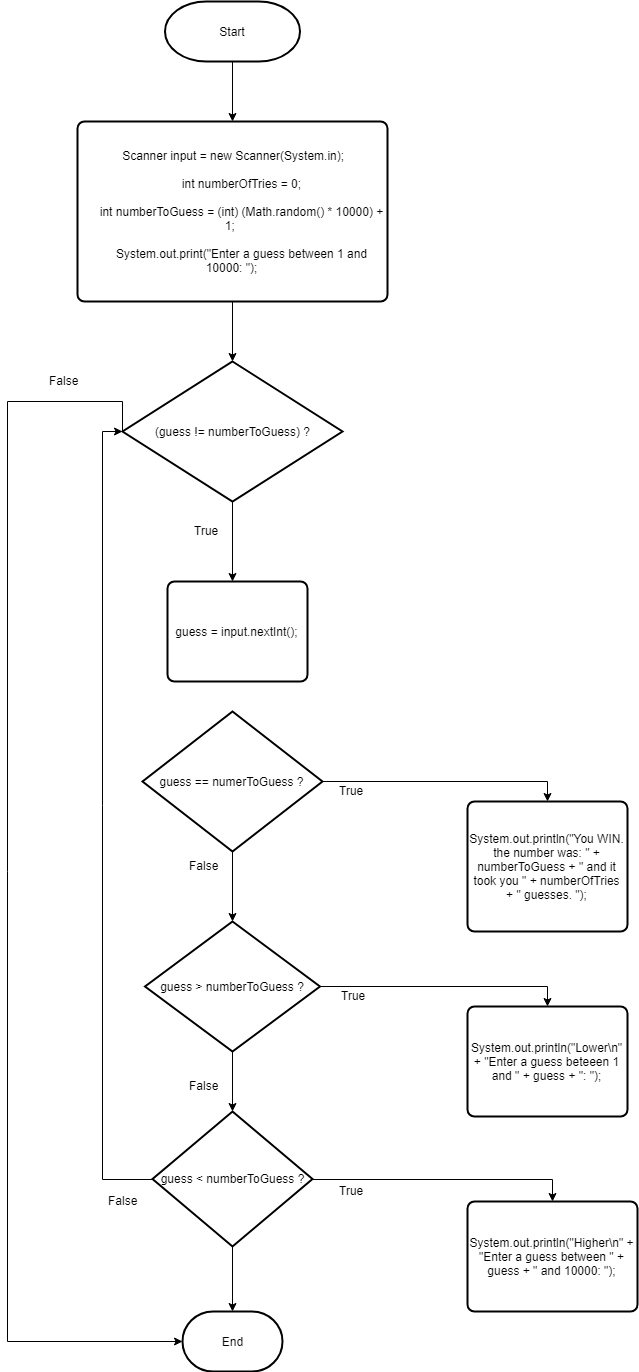 Start
Scanner input = new Scanner(System.in);
int numberOfTries = 0;
int numberToGuess = (int) (Math.random() * 10000) +
1;
System.out.print("Enter a guess between 1 and
10000: ");
False
(guess != numberToGuess) ?
True
guess = input.nextInt();
guess == numerToGuess ?
True
System.out.println("You WIN.
the number was: " +
numberToGuess + " and it
took you " + numberOfTries
+ " guesses. ");
False
guess > numberToGuess ?
True
System.out.println("Lower\n"
+ "Enter a guess beteeen 1
and " + guess + ": ");
False
guess < numberToGuess ?
True
False
System.out.println("Higher\n" +
"Enter a guess between " +
guess + " and 10000: ");
End